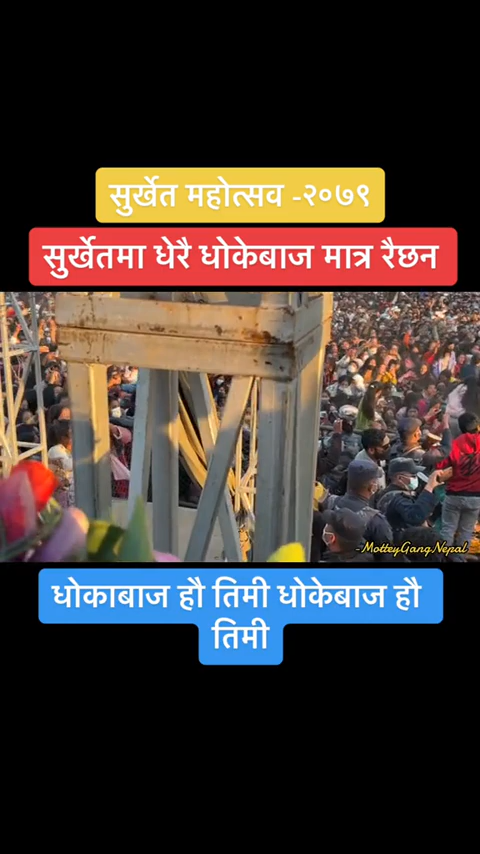 सुर्खेत महोत्सव -२०७९
सुर्खेतमा धेरै धोकेबाज मात्र रैछन
-MotteyGangNepal
धोकाबाज हौ तिमी धोकेबाज हौ
तिमी